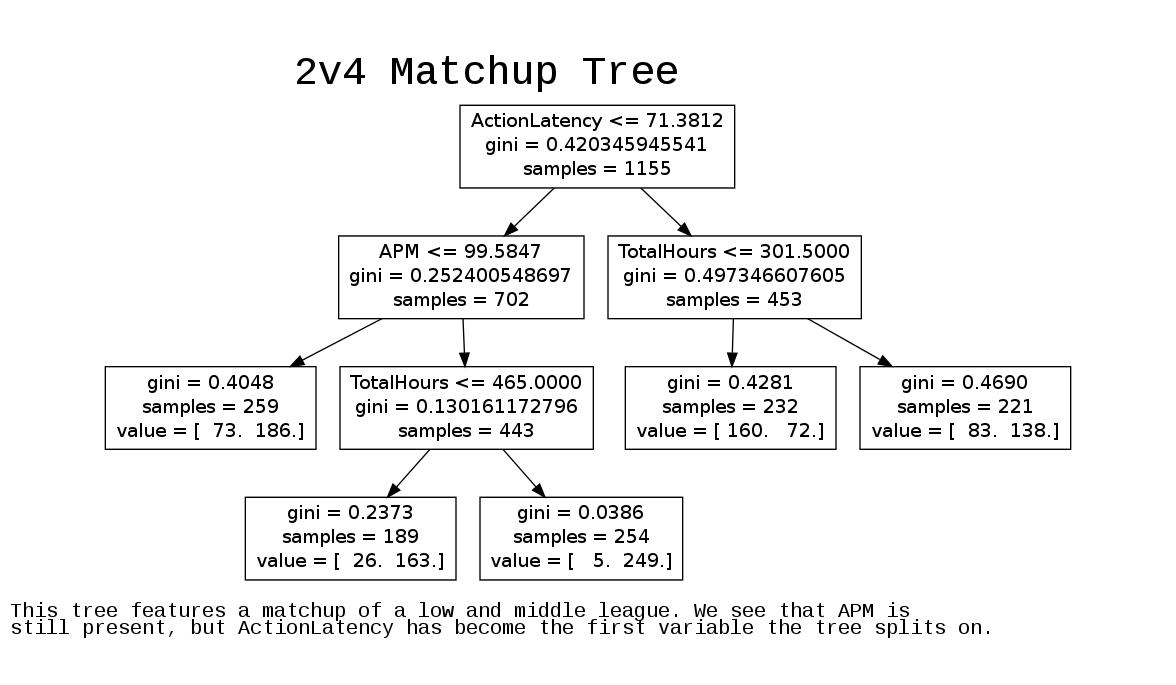 2v4 Matchup Tree
ActionLatency <= 71.3812
gini = 0.420345945541
samples = 1155
APM <= 99.5847
gini = 0.252400548697
samples = 702
TotalHours <= 301.5000
gini = 0.497346607605
samples = 453
gini = 0.4048
samples = 259
value = [  73.  186.]
TotalHours <= 465.0000
gini = 0.130161172796
samples = 443
gini = 0.4281
samples = 232
value = [ 160.   72.]
gini = 0.4690
samples = 221
value = [  83.  138.]
gini = 0.2373
samples = 189
value = [  26.  163.]
gini = 0.0386
samples = 254
value = [   5.  249.]
This tree features a matchup of a low and middle league. We see that APM is
still present, but ActionLatency has become the first variable the tree splits on.